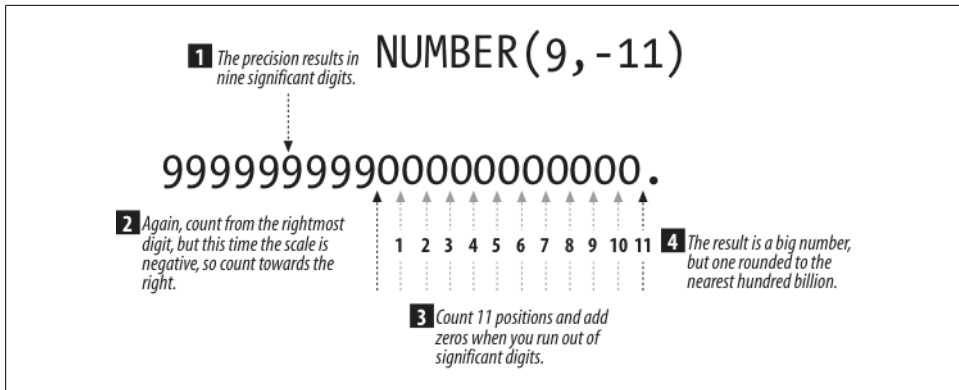 NUMBER(9,-11)
1 The precision results in
nine significant digits.
99999999900000000000.
2 Again, count from the rightmost
digit, but this time the scale is
negative, so count towards the
right.
1 2 3 4 5 6 7 8 9 10 11
4 The result is a big number,
but one rounded to the
nearest hundred billion.
3 Count 11 positions and add
zeros when you run out of
significant digits.